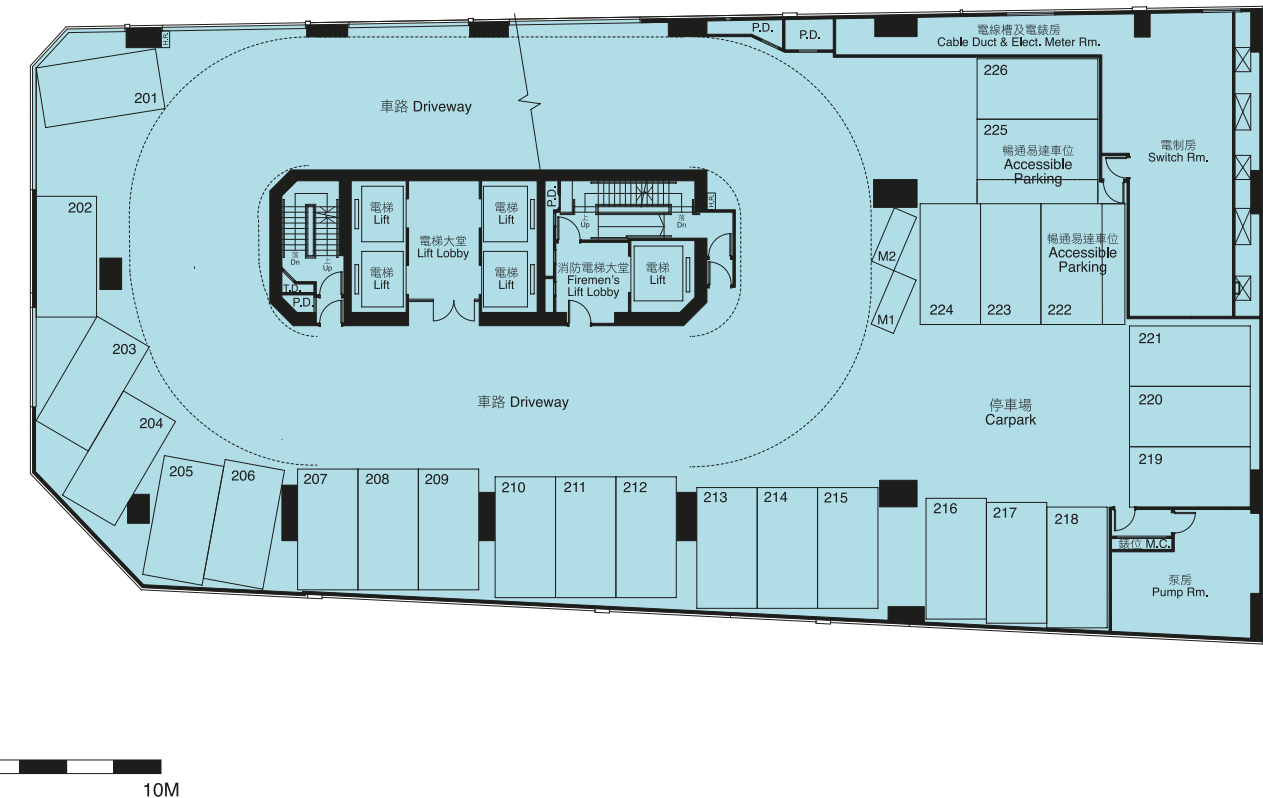 P.D.
P.D.
電線槽及電錶房
Cable Duct & Elect. Meter Rm.
H.R.
201
車路 Driveway
226
225
暢通易達車位
Accessible
Parking
電制房
Switch Rm.
202
電梯
Lift
電梯大堂
Lift Lobby
電梯
Lift
P.D.
上
Up
落
Dn
H.R.
落
Dn
上
Up
T.D.
P.D.
電梯
Lift
電梯
Lift
消防電梯大堂
Firemen's
Lift Lobby
電梯
Lift
M2
M1
暢通易達車位
Accessible
Parking
224
223
222
203
204
221
220
219
車路 Driveway
停車場
Carpark
205
206
207
208
209
210
211
212
213
214
215
216
217
218
錶位 M.C.
泵房
Pump Rm.
10M